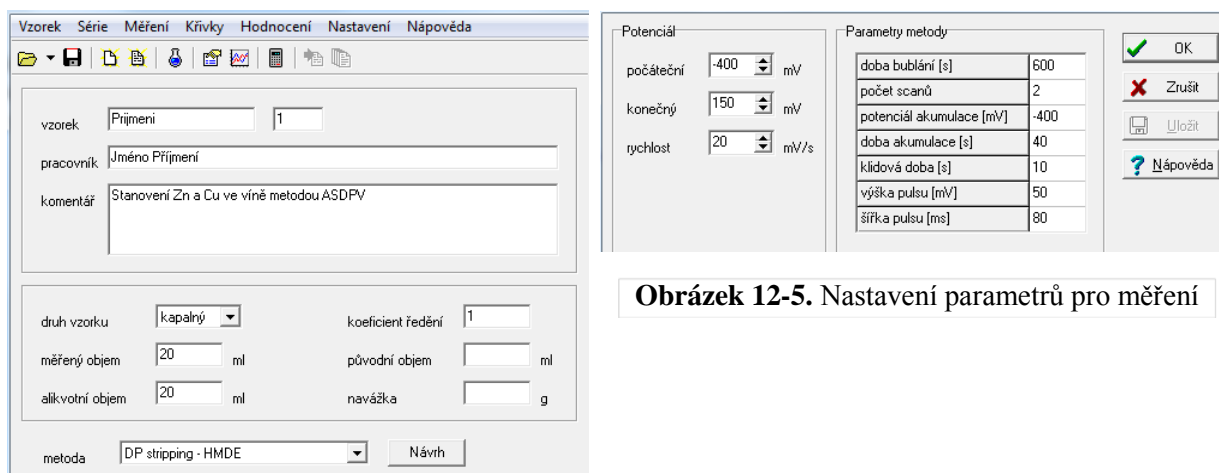 Vzorek Série Měření Křivky Hodnocení Nastavení Nápověda
vzorek Prijmeni 1
pracovník Jméno Příjmení
komentář Stanovení Zn a Cu ve víně metodou ASDPV
druh vzorku kapalný koeficient ředění 1
měřený objem 20 ml původní objem ml
alikvotní objem 20 ml navážka g
metoda DP stripping - HMDE Návrh
Potenciál
počáteční -400 mV
konečný 150 mV
rychlost 20 mV/s
Parametry metody
doba bublání [s] 600
počet scanů 2
potenciál akumulace [mV] -400
doba akumulace [s] 40
klidová doba [s] 10
výška pulsu [mV] 50
šířka pulsu [ms] 80
OK
Zrušit
Uložit
Nápověda
Obrázek 12-5. Nastavení parametrů pro měření